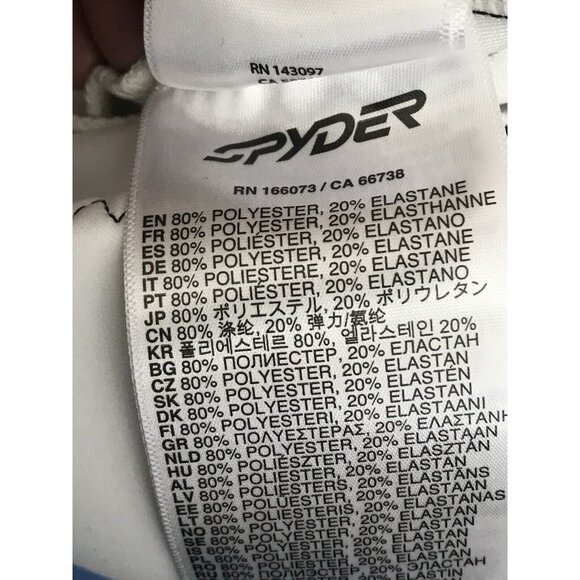 RN 143097
SPYDER
RN 166073 / CA 66738
EN 80% POLYESTER, 20% ELASTANE
FR 80% POLYESTER, 20% ELASTHANNE
ES 80% POLIÉSTER, 20% ELASTANO
DE 80% POLYESTER, 20% ELASTANE
IT 80% POLIESTERE, 20% ELASTANE
PT 80% POLYESTER, 20% ELASTANO
JP 80% ポリエステル, 20% ポリウレタン
CN 80% 涤纶, 20% 弹力/氨纶
KR 폴리에스테르 80%, 엘라스테인 20%
BG 80% ПОЛИЕСТЕР, 20% ЕЛАСТАН
CZ 80% POLYESTER, 20% ELASTAN
SK 80% POLYESTER, 20% ELASTÉN
DK 80% POLYESTER, 20% ELASTAN
FI 80% POLYESTER, 20% ELASTAANI
GR 80% ΠΟΛΥΕΣΤΕΡΑΣ, 20% ΕΛΑΣΤΑΝΗ
NLD 80% POLYESTER, 20% ELASTAAN
HU 80% POLIÉSZTER, 20% ELASZTÁN
AL 80% POLIESTER, 20% ELASTAN
LV 80% POLIESTERS, 20% ELASTĀNS
EE 80% POLÜESTER, 20% ELASTAAN
LT 80% POLIESTERIS, 20% ELASTANAS
NO 80% POLYESTER, 20% ELASTAN
SE 80% POLYESTER, 20% ELASTAN
IS 80% POLYESTER, 20% ELASTAN
PL 80% POLIESTER, 20% ELASTAN
RO 80% POLIESTER, 20% ELASTAN